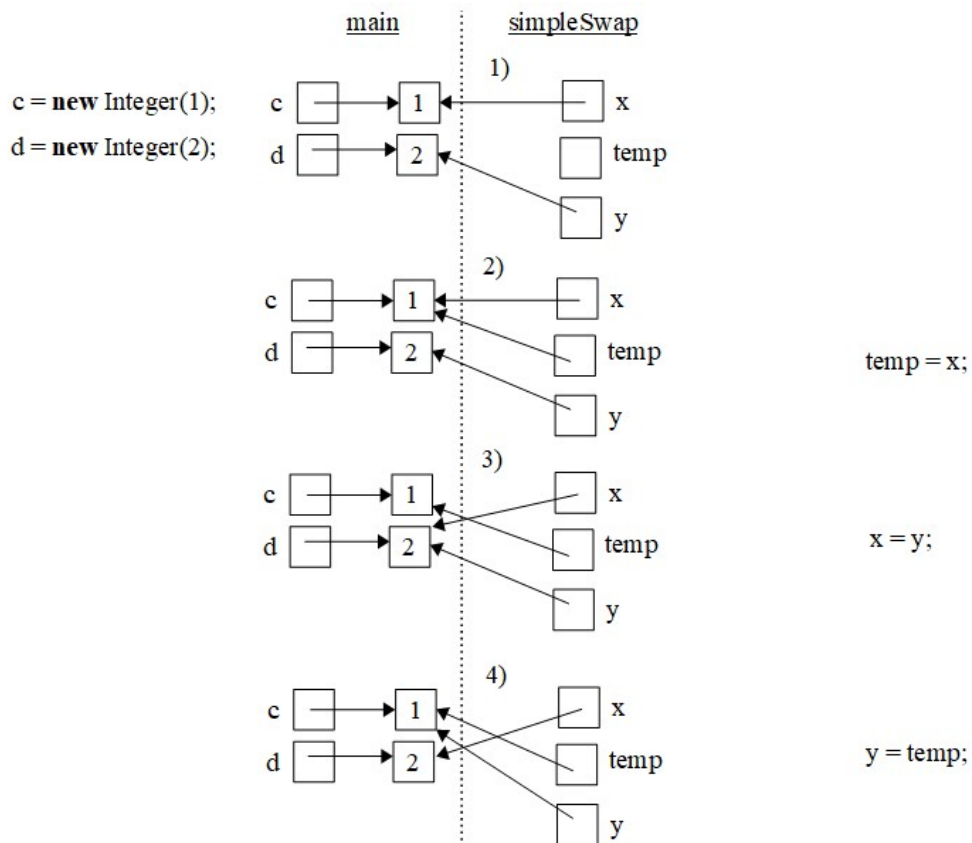 main simpleSwap
1)
c = new Integer(1); c 1 x
d = new Integer(2); d 2 temp
y
2)
c 1 x
d 2 temp temp = x;
y
3)
c 1 x
d 2 temp x = y;
y
4)
c 1 x
d 2 temp y = temp;
y